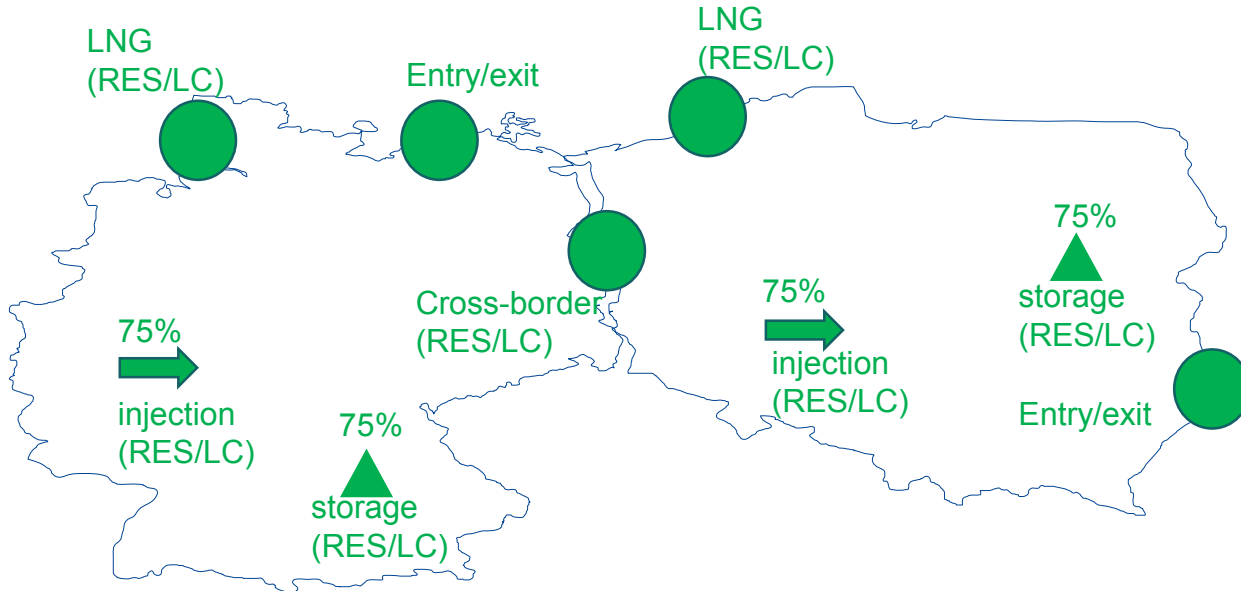 LNG
(RES/LC)
Entry/exit
LNG
(RES/LC)
75%
storage
(RES/LC)
Cross-border
(RES/LC)
75%
injection
(RES/LC)
75%
injection
(RES/LC)
Entry/exit
75%
storage
(RES/LC)